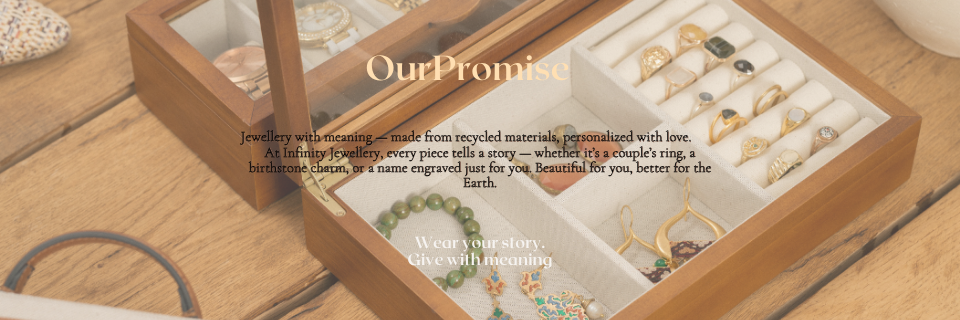 OurPromise
Jewellery with meaning — made from recycled materials, personalized with love.
At Infinity Jewellery, every piece tells a story — whether it's a couple's ring, a
birthstone charm, or a name engraved just for you. Beautiful for you, better for the
Earth.
Wear your story.
Give with meaning